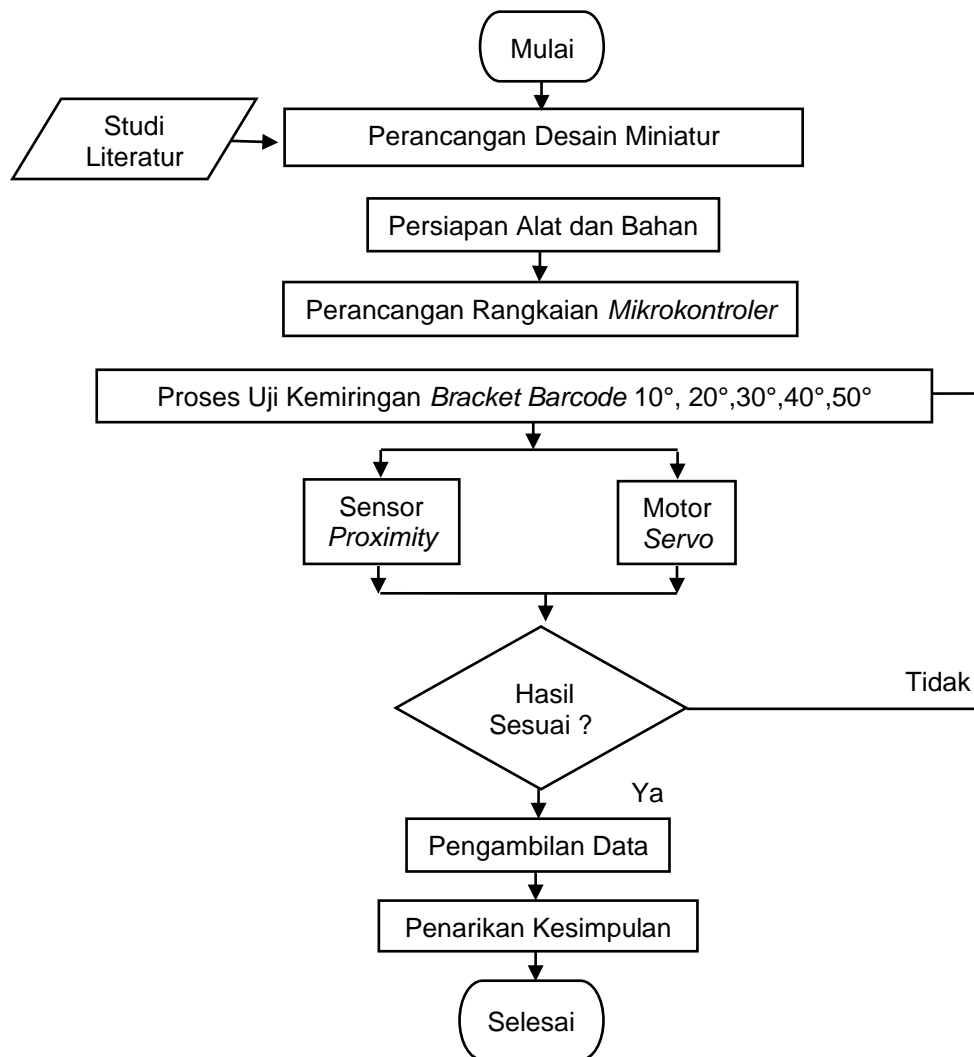 Mulai
Studi
Literatur
Perancangan Desain Miniatur
Persiapan Alat dan Bahan
Perancangan Rangkaian Mikrokontroler
Proses Uji Kemiringan Bracket Barcode 10°, 20°,30°,40°,50°
Sensor
Proximity
Motor
Servo
Hasil
Sesuai ?
Tidak
Ya
Pengambilan Data
Penarikan Kesimpulan
Selesai